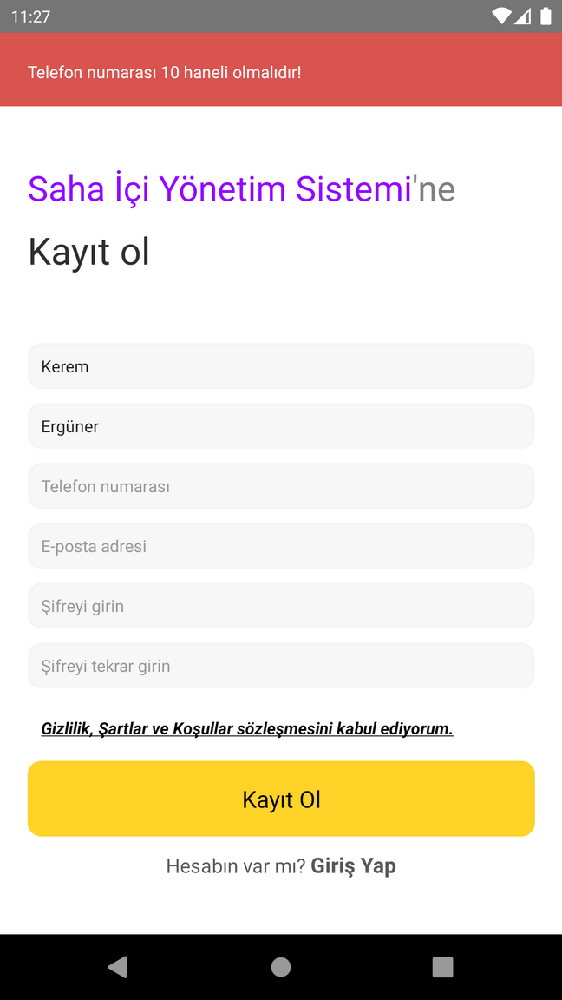 11:27
Telefon numarası 10 haneli olmalıdır!
Saha İçi Yönetim Sistemi'ne
Kayıt ol
Kerem
Ergüner
Telefon numarası
E-posta adresi
Şifreyi girin
Şifreyi tekrar girin
Gizlilik, Şartlar ve Koşullar sözleşmesini kabul ediyorum.
Kayıt Ol
Hesabın var mı? Giriş Yap